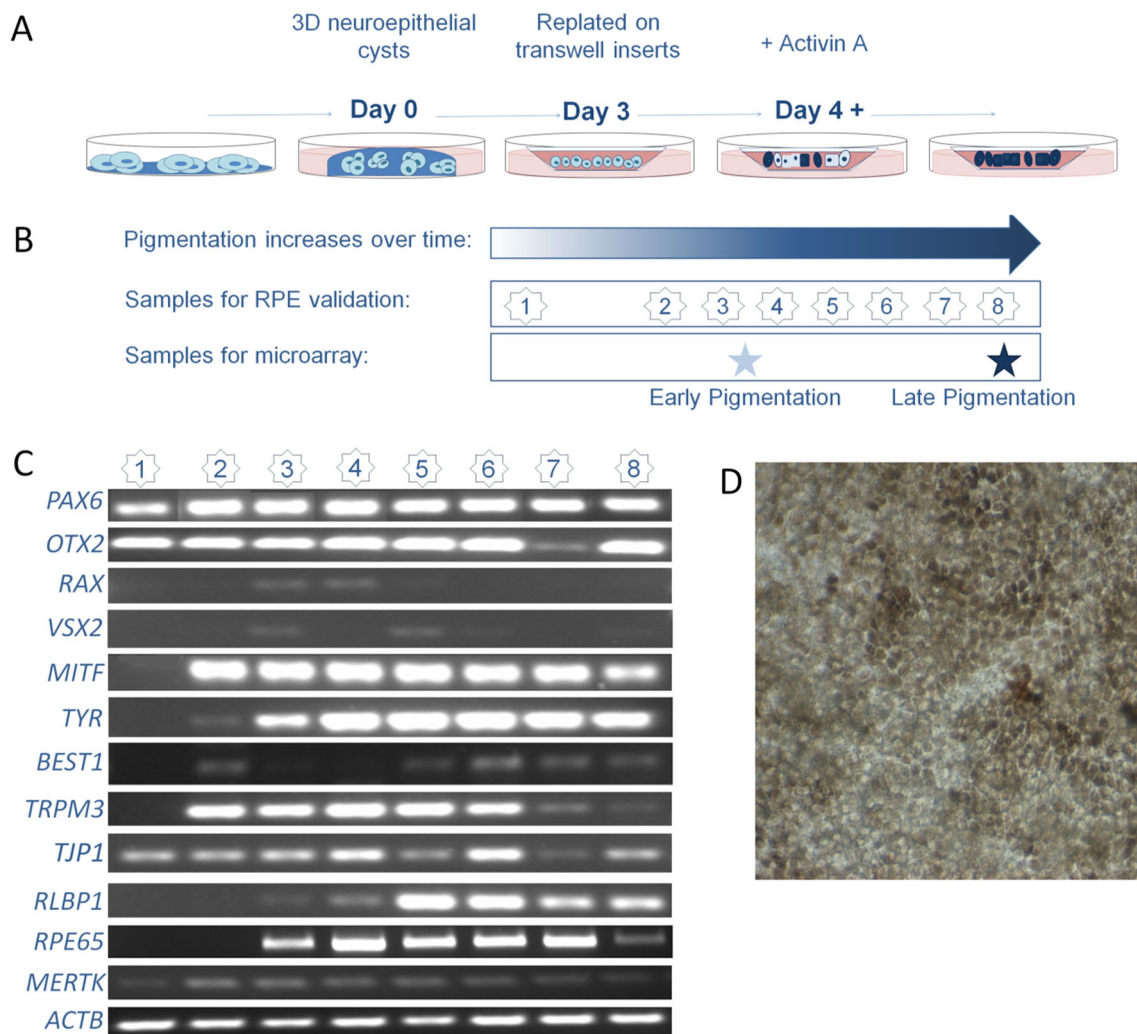 A
3D neuroepithelial
cysts
Replated on
transwell inserts
+ Activin A
Day 0
Day 3
Day 4 +
B
Pigmentation increases over time:
Samples for RPE validation:
1 2 3 4 5 6 7 8
Samples for microarray:
Early Pigmentation
Late Pigmentation
C
1 2 3 4 5 6 7 8
PAX6
OTX2
RAX
VSX2
MITF
TYR
BEST1
TRPM3
TJP1
RLBP1
RPE65
MERTK
ACTB
D